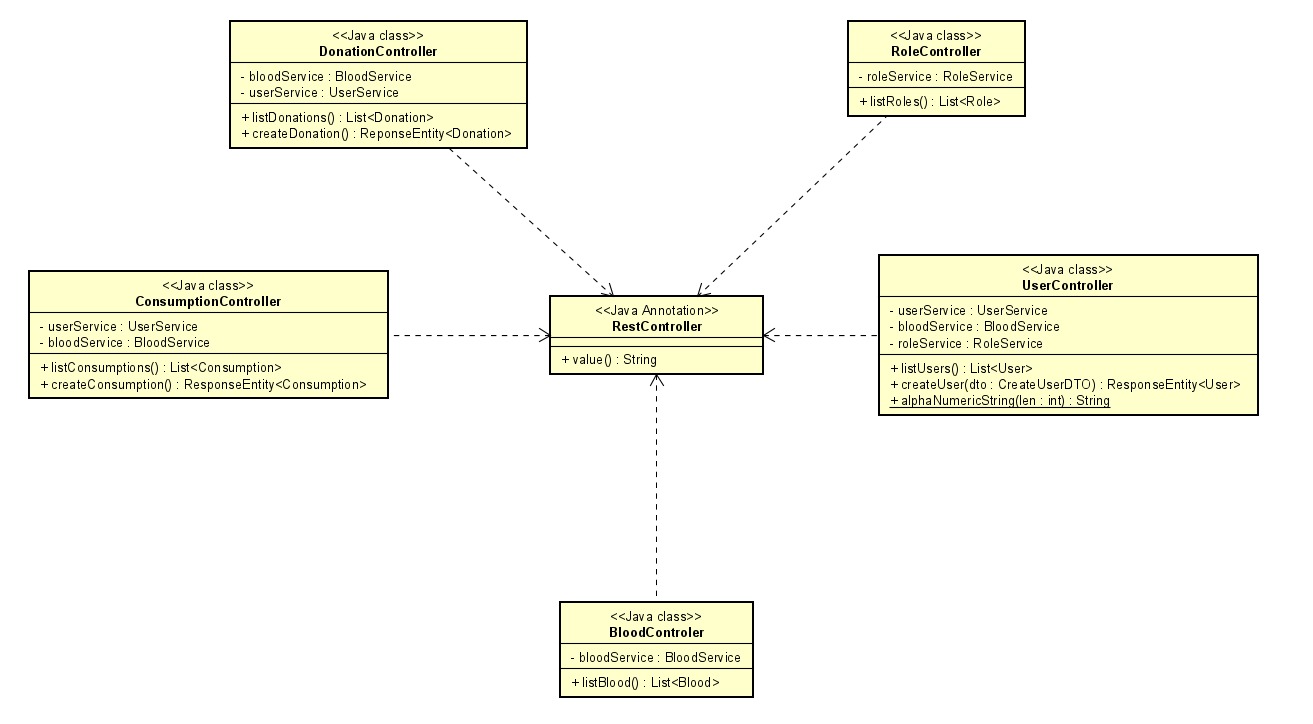 <<Java class>>
DonationController
- bloodService : BloodService
- userService : UserService
+ listDonations() : List<Donation>
+ createDonation() : ReponseEntity<Donation>
<<Java class>>
RoleController
- roleService : RoleService
+ listRoles() : List<Role>
<<Java class>>
ConsumptionController
- userService : UserService
- bloodService : BloodService
+ listConsumptions() : List<Consumption>
+ createConsumption() : ResponseEntity<Consumption>
<<Java Annotation>>
RestController
+ value() : String
<<Java class>>
UserController
- userService : UserService
- bloodService : BloodService
- roleService : RoleService
+ listUsers() : List<User>
+ createUser(dto : CreateUserDTO) : ResponseEntity<User>
+ alphaNumericString(len : int) : String
<<Java class>>
BloodControler
- bloodService : BloodService
+ listBlood() : List<Blood>